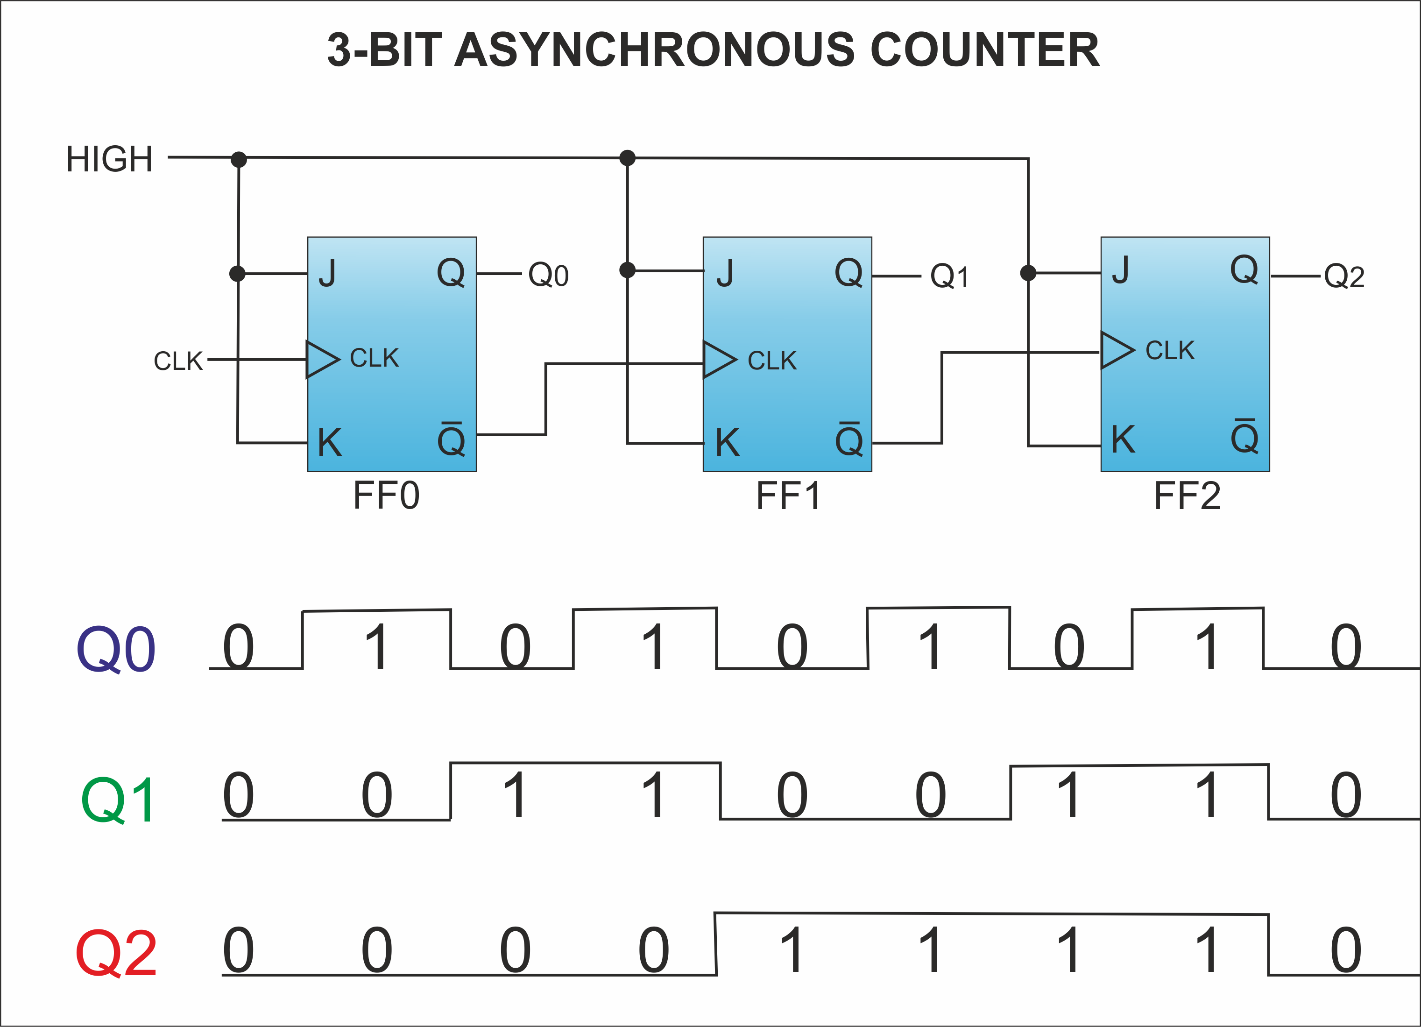 3-BIT ASYNCHRONOUS COUNTER
HIGH
J Q Q0 J Q Q1 J Q Q2
CLK CLK CLK CLK
K Q̅ K Q̅ K Q̅
FF0 FF1 FF2
Q0 0 1 0 1 0 1 0 1 0
Q1 0 0 1 1 0 0 1 1 0
Q2 0 0 0 0 1 1 1 1 0